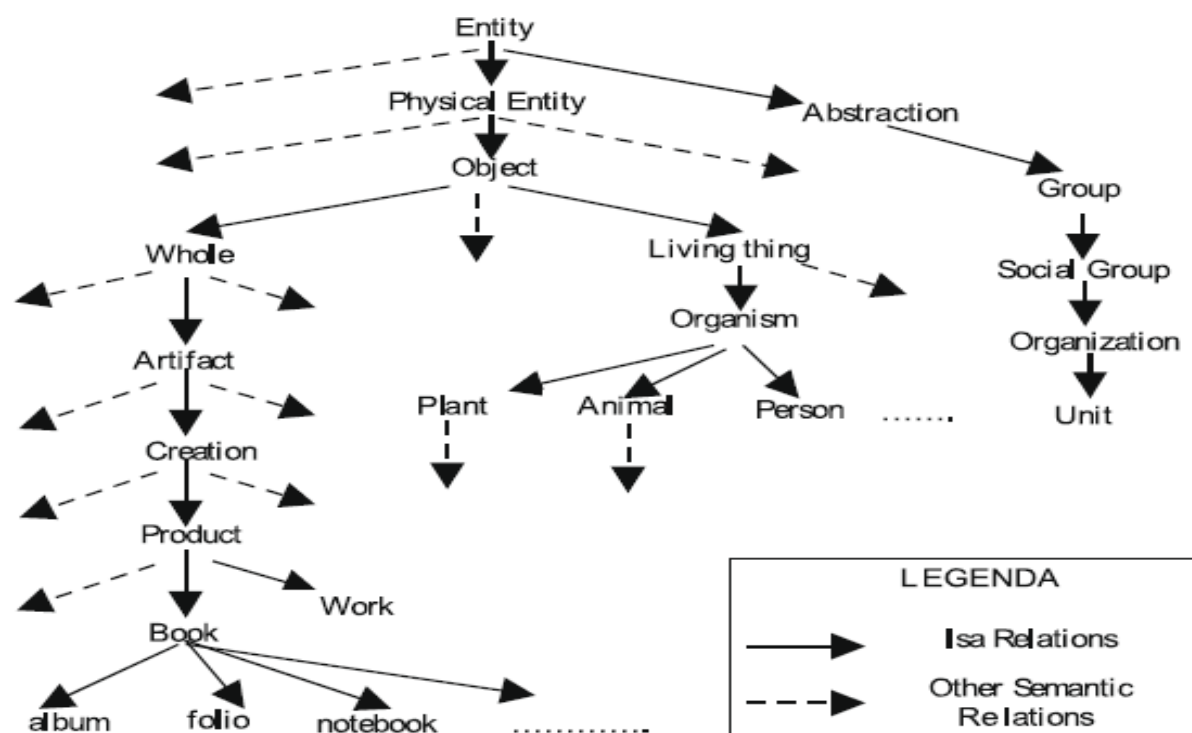 Entity
Physical Entity
Abstraction
Object
Group
Whole
Living thing
Social Group
Organism
Organization
Artifact
Plant
Animal
Person
..........
Unit
Creation
Product
Work
Book
album
folio
notebook
..................
LEGENDA
Isa Relations
Other Semantic
Relations